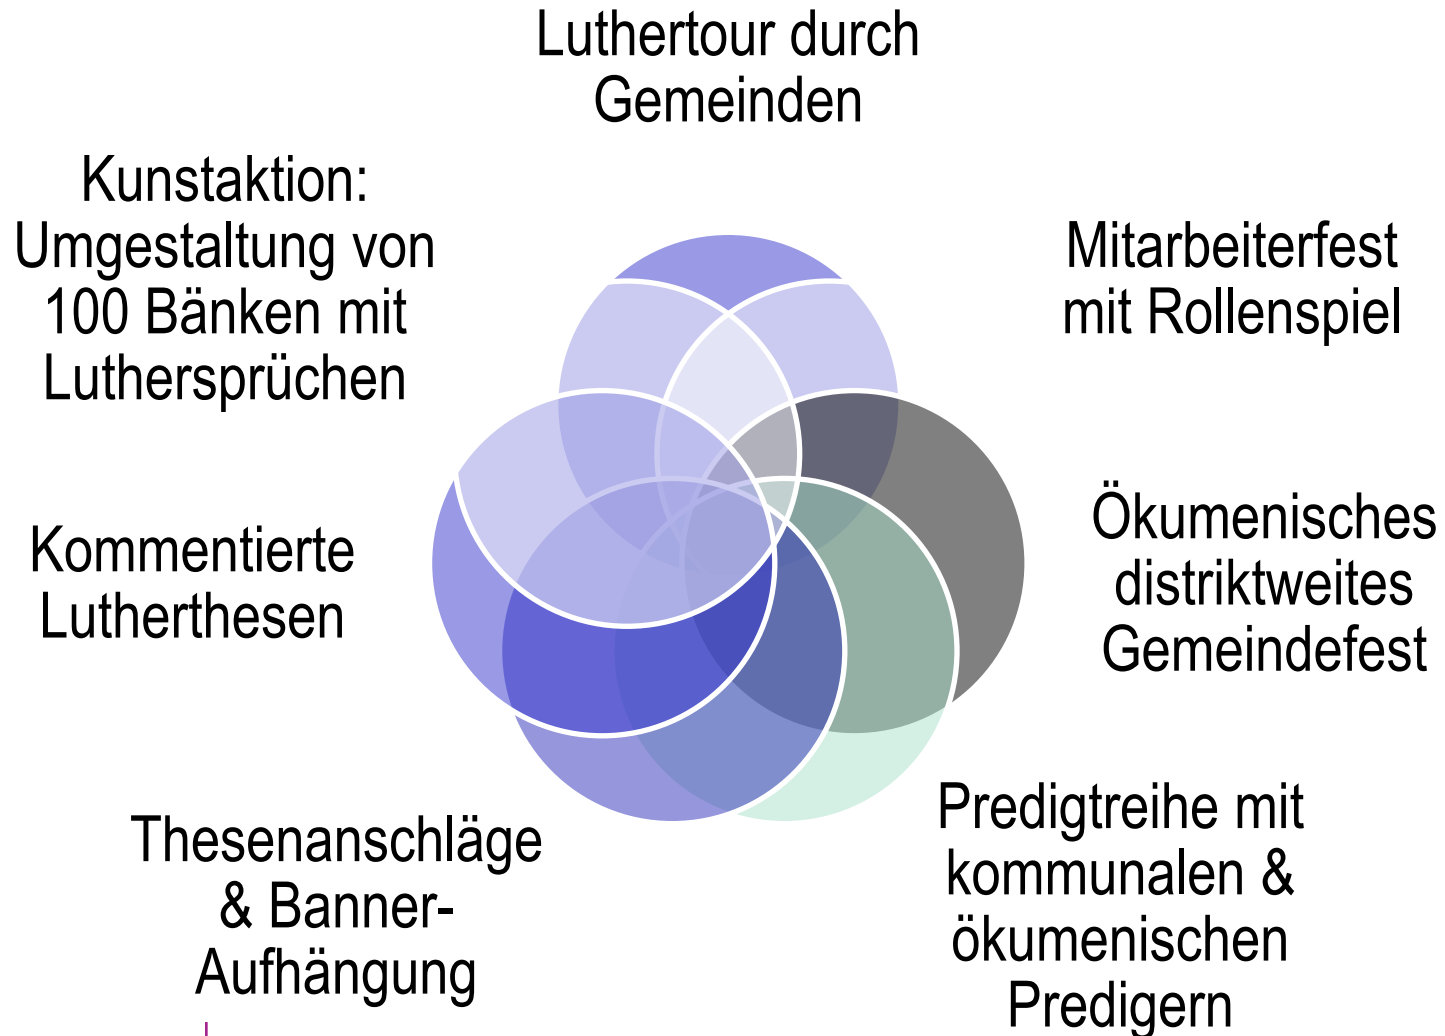 Luthertour durch
Gemeinden
Kunstaktion:
Umgestaltung von
100 Bänken mit
Luthersprüchen
Mitarbeiterfest
mit Rollenspiel
Kommentierte
Lutherthesen
Ökumenisches
distriktweites
Gemeindefest
Thesenanschläge
& Banner-
Aufhängung
Predigtreihe mit
kommunalen &
ökumenischen
Predigern